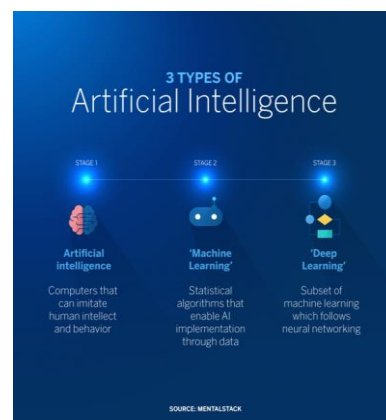 3 TYPES OF
Artificial Intelligence
STAGE 1
STAGE 2
STAGE 3
Artificial
intelligence
Computers that
can imitate
human intellect
and behavior
'Machine
Learning'
Statistical
algorithms that
enable AI
implementation
through data
'Deep
Learning'
Subset of
machine learning
which follows
neural networking
SOURCE: MENTALSTACK